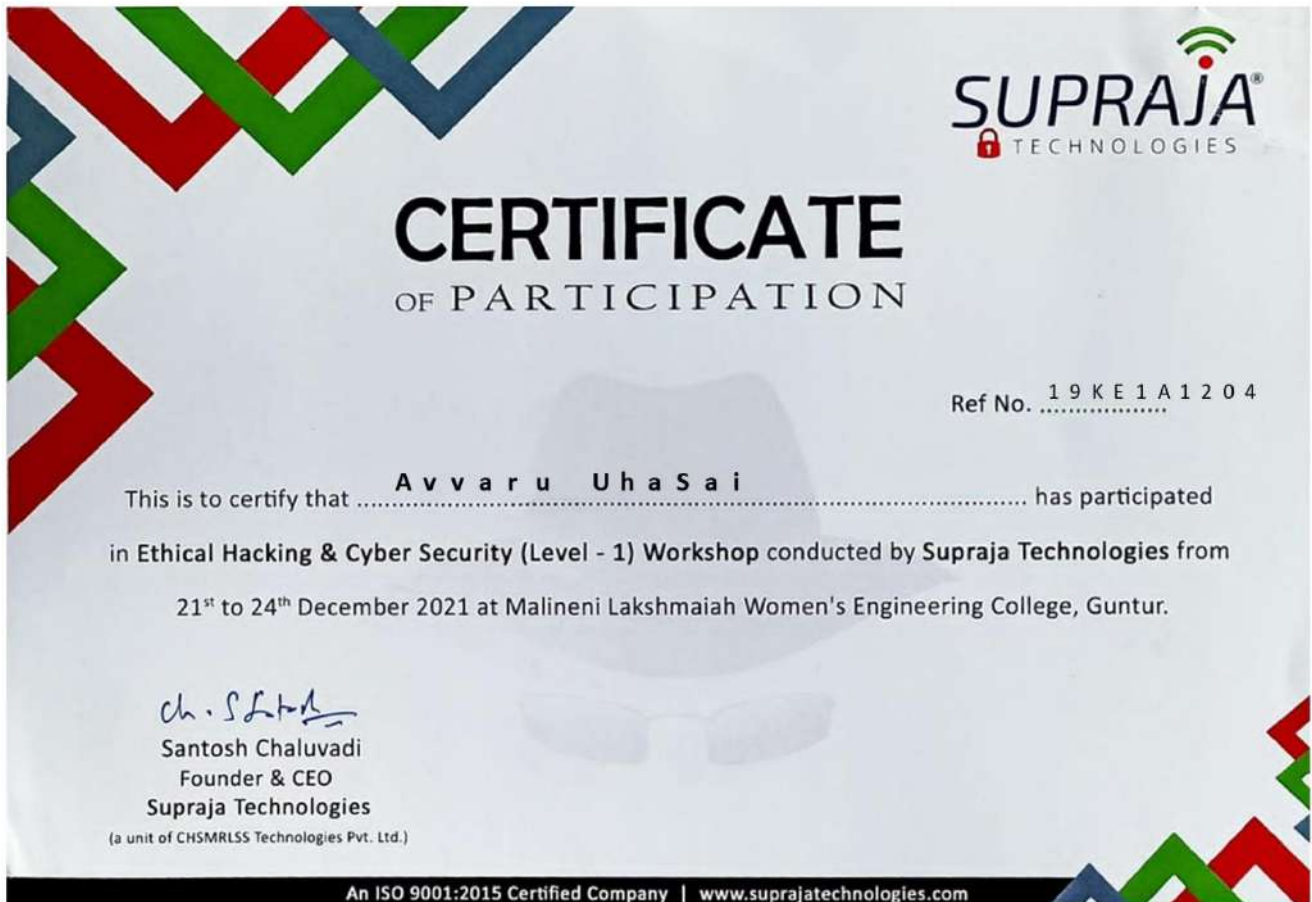 SUPRAJA®
TECHNOLOGIES
CERTIFICATE
OF PARTICIPATION
Ref No. 19KE1A1204
This is to certify that Avvaru UhaSai has participated
in Ethical Hacking & Cyber Security (Level - 1) Workshop conducted by Supraja Technologies from
21st to 24th December 2021 at Malineni Lakshmaiah Women's Engineering College, Guntur.
Santosh Chaluvadi
Founder & CEO
Supraja Technologies
(a unit of CHSMRLSS Technologies Pvt. Ltd.)
An ISO 9001:2015 Certified Company | www.suprajatechnologies.com